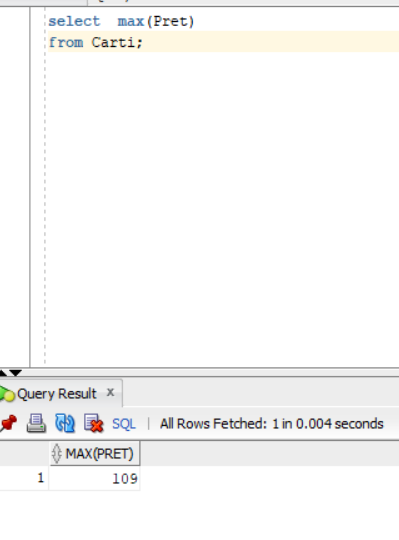 select  max(Pret)
from Carti;
Query Result x
SQL | All Rows Fetched: 1 in 0.004 seconds
MAX(PRET)
1 109